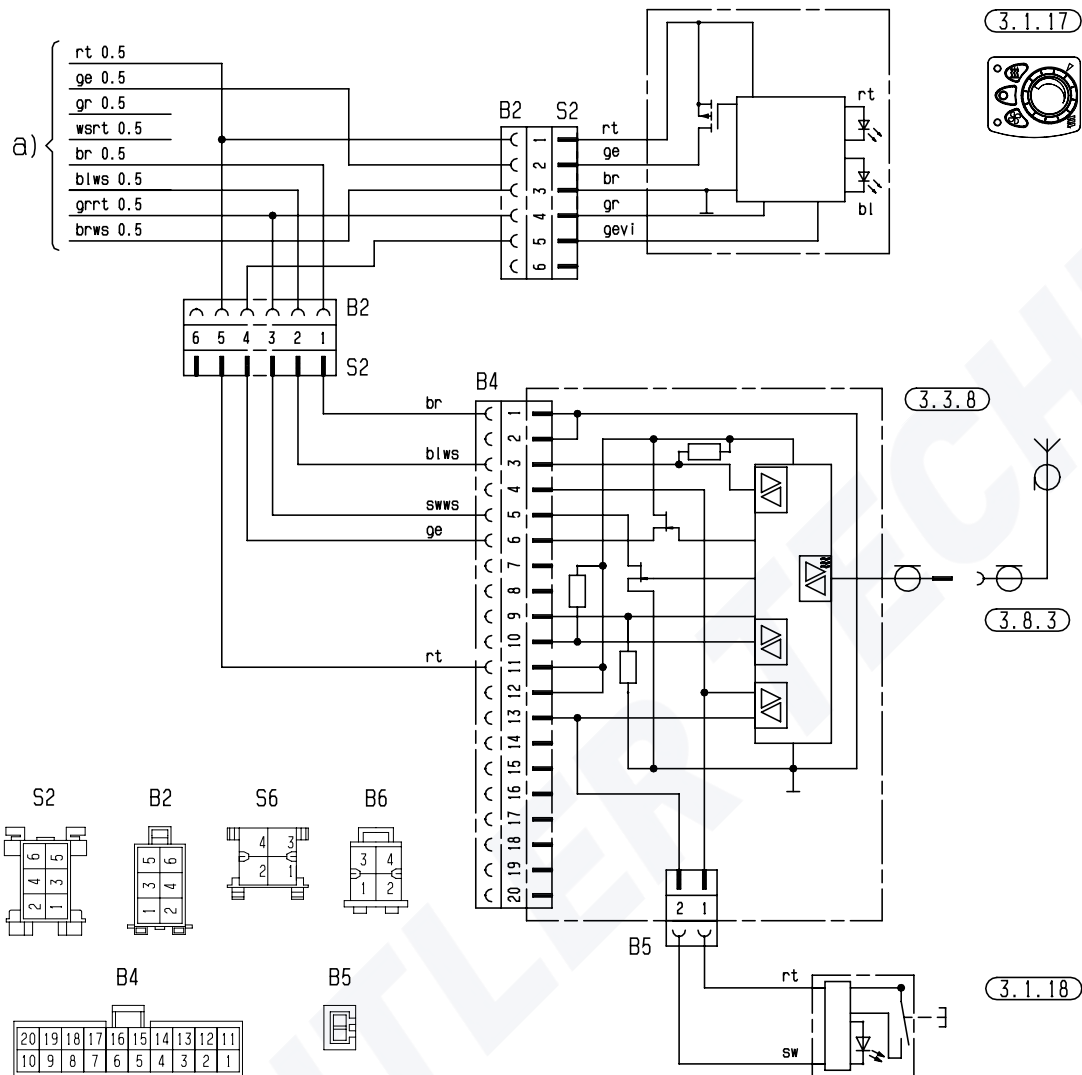 3.1.17
rt 0.5
ge 0.5
gr 0.5
wsrt 0.5
br 0.5
blws 0.5
grrt 0.5
brws 0.5
a)
B2 S2
1
2
3
4
5
6
rt
ge
br
gr
gevi
rt
bl
B2
6 5 4 3 2 1
S2
B4
br
blws
swws
ge
rt
1
2
3
4
5
6
7
8
9
10
11
12
13
14
15
16
17
18
19
20
3.3.8
3.8.3
2 1
B5
rt
sw
3.1.18
S2 B2 S6 B6
6 5
4 3
2 1
5 6
3 4
1 2
4 3
2 1
3 4
1 2
B4 B5
20 19 18 17 16 15 14 13 12 11
10 9 8 7 6 5 4 3 2 1